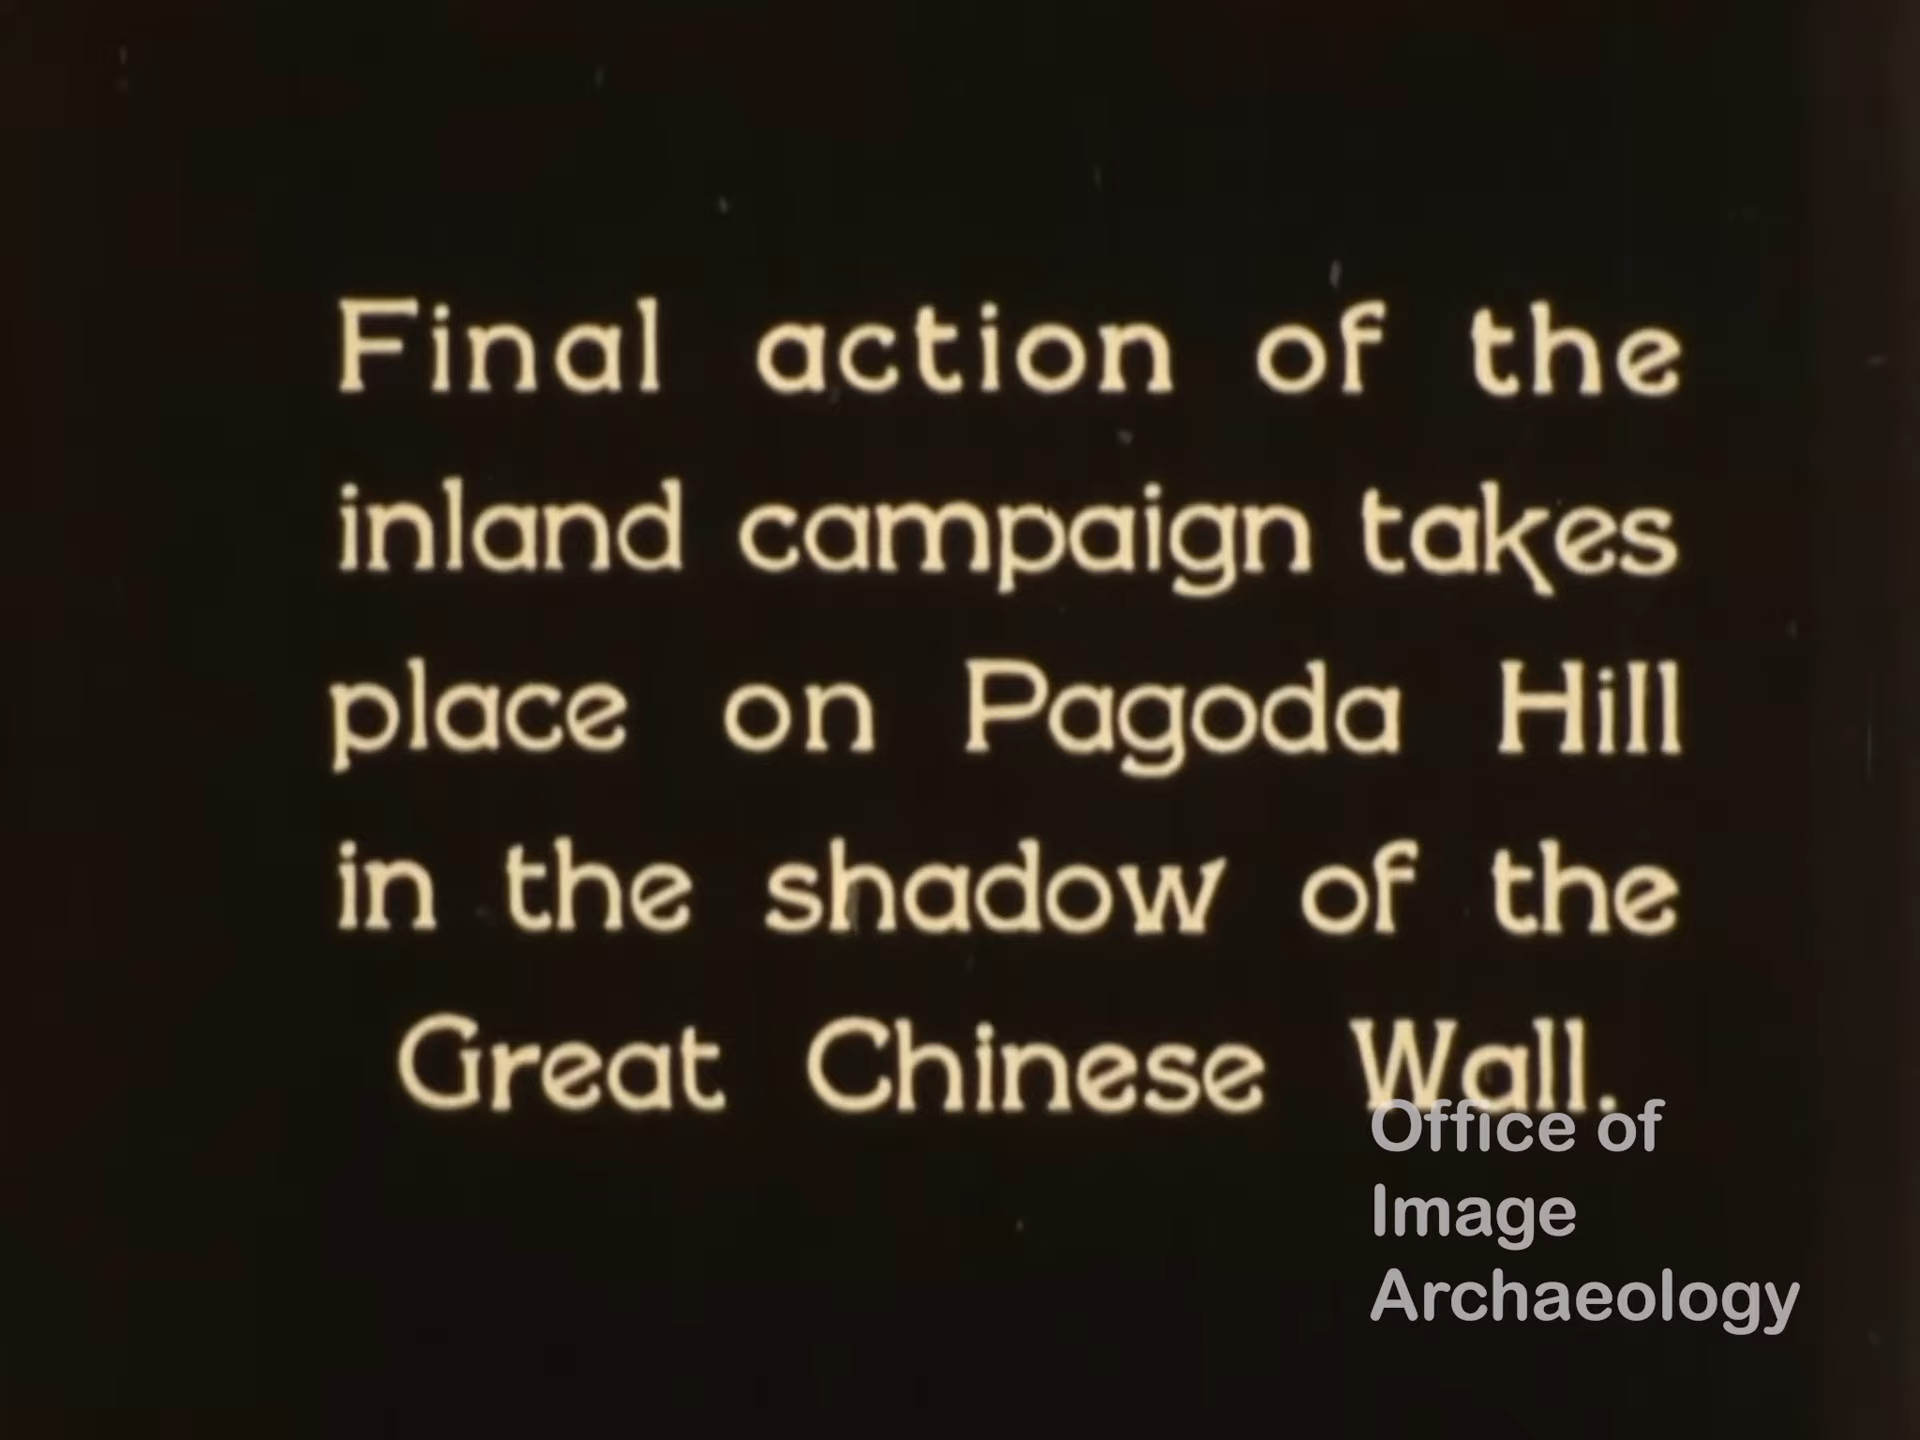 Final action of the
inland campaign takes
place on Pagoda Hill
in the shadow of the
Great Chinese Wall.
Office of
Image
Archaeology